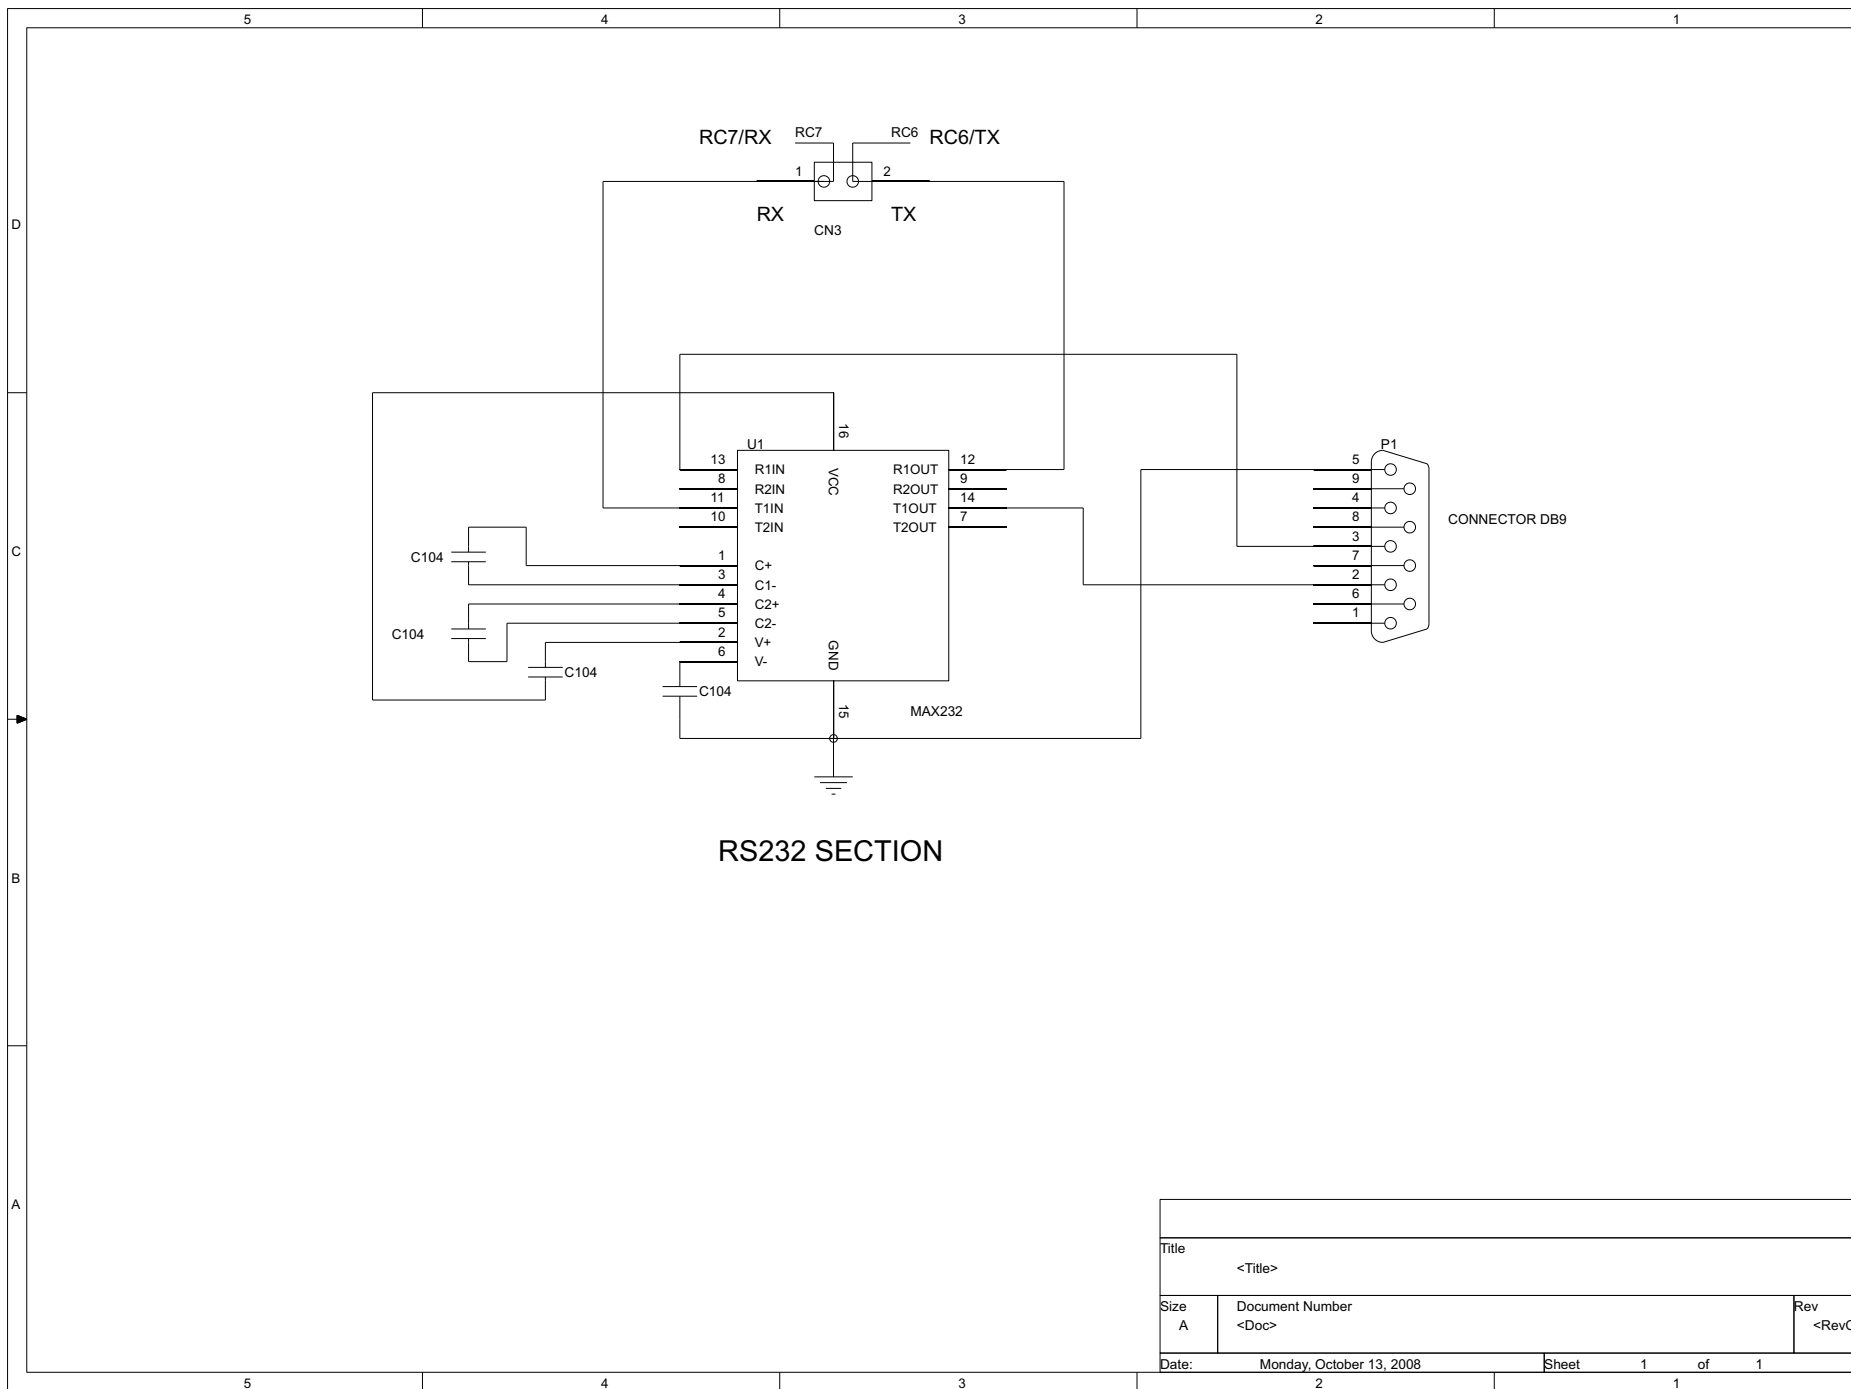 5 4 3 2 1
RC7/RX RC7 RC6 RC6/TX
1 2
RX TX
CN3
D
U1 16 P1
13 R1IN VCC R1OUT 12 5
8 R2IN R2OUT 9 9
11 T1IN T1OUT 14 4
10 T2IN T2OUT 7 8 CONNECTOR DB9
3
C C104 1 C+ 7
3 C1- 2
4 C2+ 6
C104 5 C2- 1
2 V+ GND
C104 6 V-
C104 15 MAX232
RS232 SECTION
B
A
Title
<Title>
Size Document Number Rev
A <Doc> <RevC
Date: Monday, October 13, 2008 Sheet 1 of 1
5 4 3 2 1